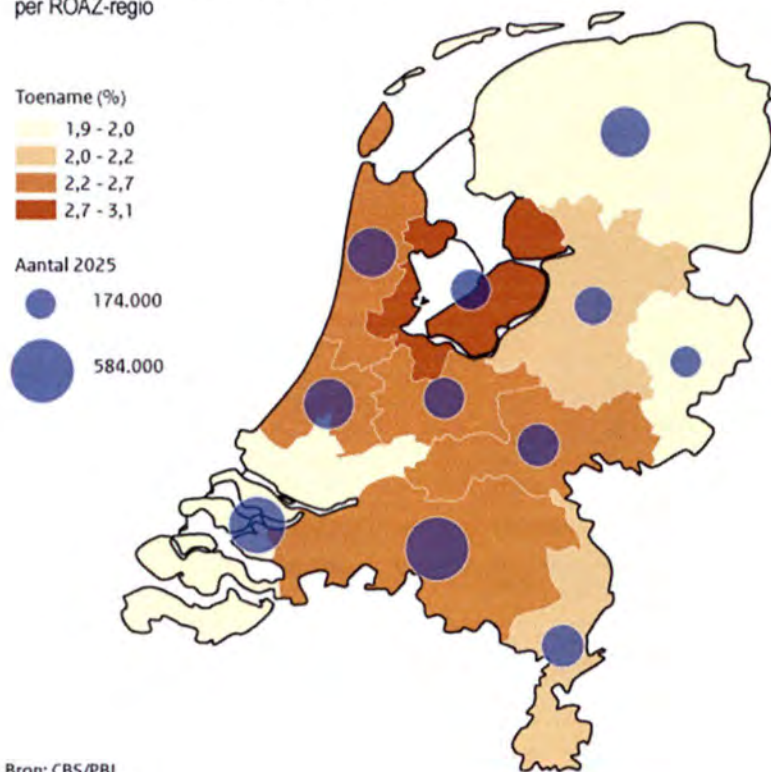 per ROAZ-regio
Toename (%)
1,9 - 2,0
2,0 - 2,2
2,2 - 2,7
2,7 - 3,1
Aantal 2025
174.000
584.000
Bron: CBS/PBL